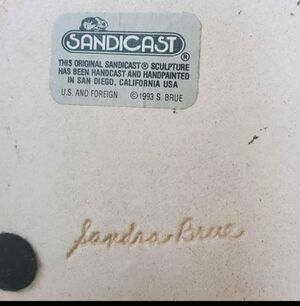 SANDICAST®
THIS ORIGINAL SANDICAST® SCULPTURE
HAS BEEN HANDCAST AND HANDPAINTED
IN SAN DIEGO, CALIFORNIA USA
U.S. AND FOREIGN ©1993 S. BRUE
Sandra Brue